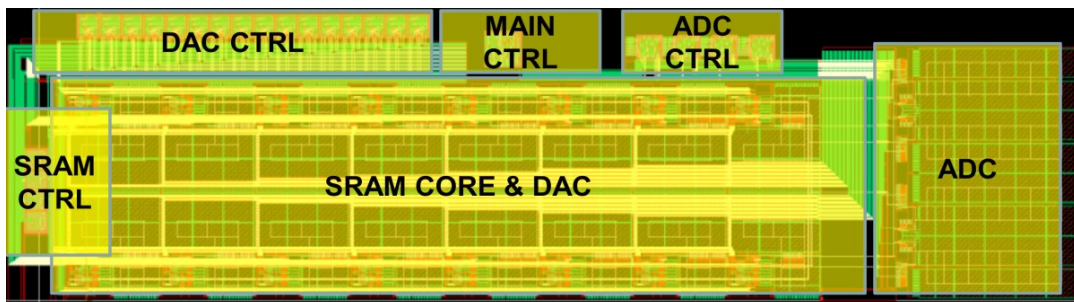 DAC CTRL
MAIN
CTRL
ADC
CTRL
SRAM
CTRL
SRAM CORE & DAC
ADC